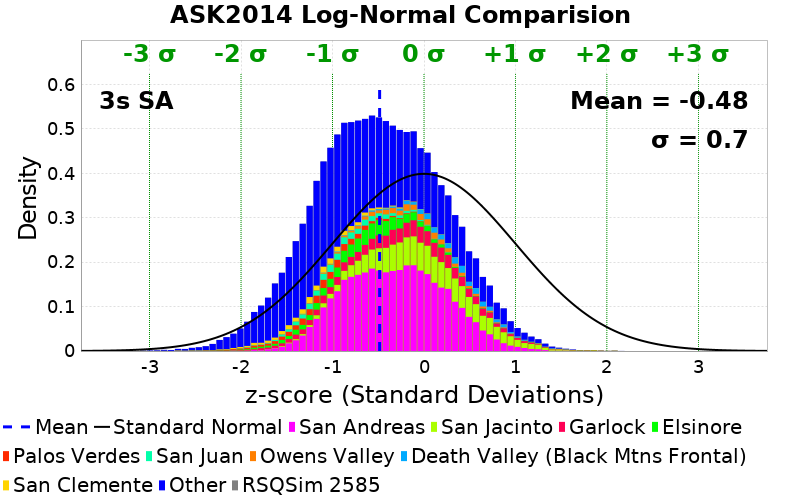 ASK2014 Log-Normal Comparision
-3 σ -2 σ -1 σ 0 σ +1 σ +2 σ +3 σ
3s SA
Mean = -0.48
σ = 0.7
Density
0.6
0.5
0.4
0.3
0.2
0.1
0
-3 -2 -1 0 1 2 3
z-score (Standard Deviations)
Mean Standard Normal San Andreas San Jacinto Garlock Elsinore
Palos Verdes San Juan Owens Valley Death Valley (Black Mtns Frontal)
San Clemente Other RSQSim 2585